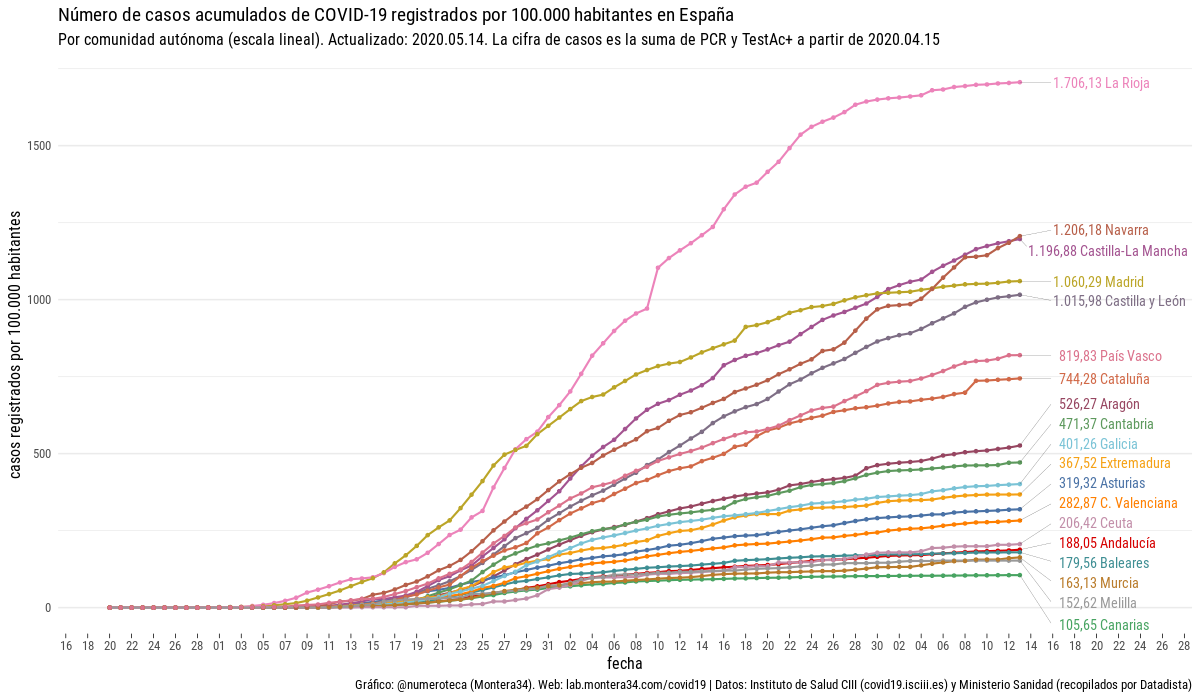 Número de casos acumulados de COVID-19 registrados por 100.000 habitantes en España
Por comunidad autónoma (escala lineal). Actualizado: 2020.05.14. La cifra de casos es la suma de PCR y TestAc+ a partir de 2020.04.15
casos registrados por 100.000 habitantes
1500
1000
500
0
1.706,13 La Rioja
1.206,18 Navarra
1.196,88 Castilla-La Mancha
1.060,29 Madrid
1.015,98 Castilla y León
819,83 País Vasco
744,28 Cataluña
526,27 Aragón
471,37 Cantabria
401,26 Galicia
367,52 Extremadura
319,32 Asturias
282,87 C. Valenciana
206,42 Ceuta
188,05 Andalucía
179,56 Baleares
163,13 Murcia
152,62 Melilla
105,65 Canarias
16 18 20 22 24 26 28 01 03 05 07 09 11 13 15 17 19 21 23 25 27 29 31 02 04 06 08 10 12 14 16 18 20 22 24 26 28 30 02 04 06 08 10 12 14 16 18 20 22 24 26 28
fecha
Gráfico: @numeroteca (Montera34). Web: lab.montera34.com/covid19 | Datos: Instituto de Salud CIII (covid19.isciii.es) y Ministerio Sanidad (recopilados por Datadista)